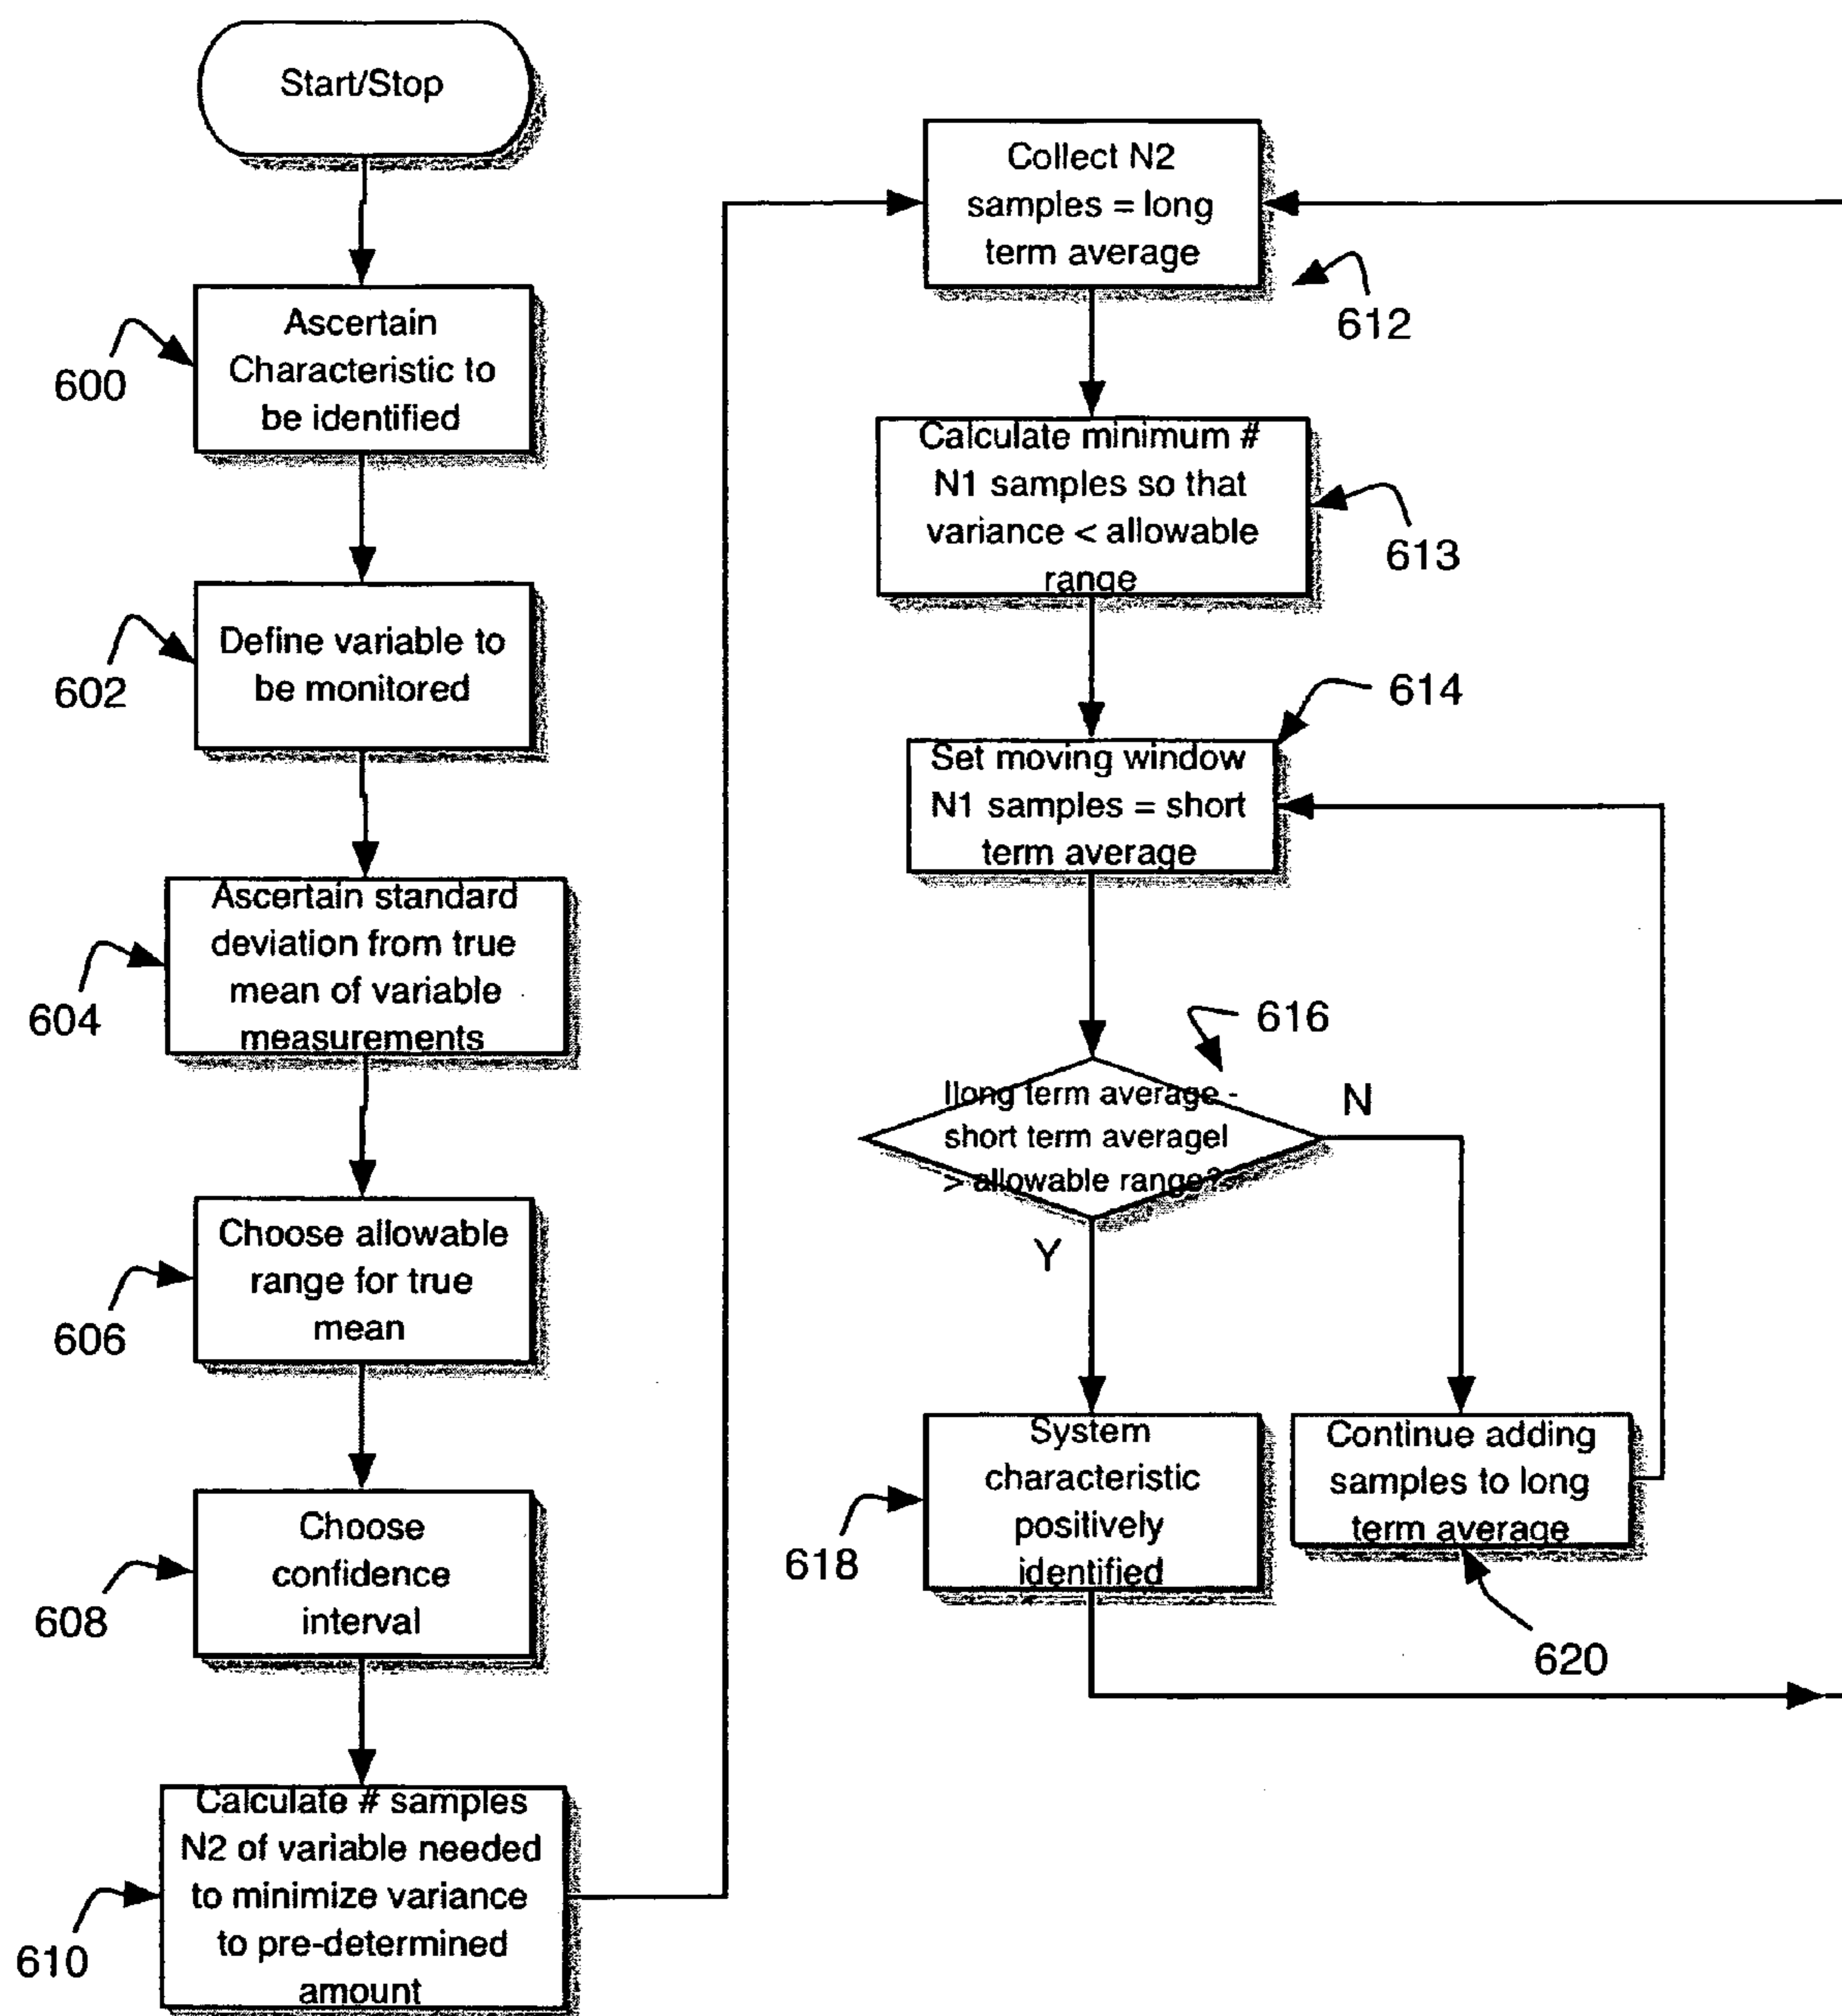 Start/Stop
Ascertain
Characteristic to
be identified
600
Define variable to
be monitored
602
Ascertain standard
deviation from true
mean of variable
measurements
604
Choose allowable
range for true
mean
606
Choose
confidence
interval
608
Calculate # samples
N2 of variable needed
to minimize variance
to pre-determined
amount
610
Collect N2
samples = long
term average
612
Calculate minimum #
N1 samples so that
variance < allowable
range
613
Set moving window
N1 samples = short
term average
614
|long term average -
short term average|
> allowable range?
616
N
Y
System
characteristic
positively
identified
618
Continue adding
samples to long
term average
620